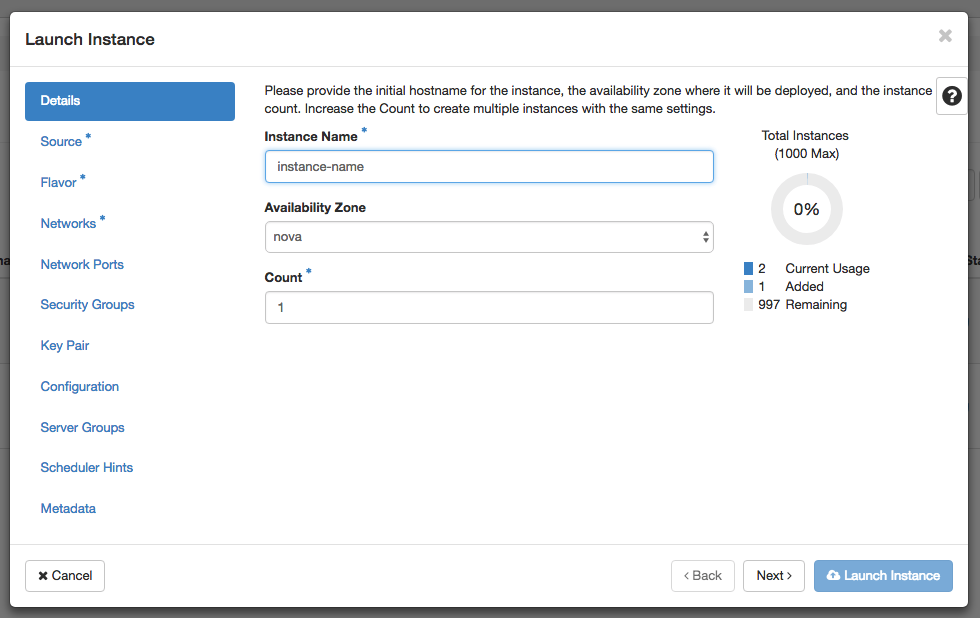 Launch Instance
Details
Source *
Flavor *
Networks *
Network Ports
Security Groups
Key Pair
Configuration
Server Groups
Scheduler Hints
Metadata
Please provide the initial hostname for the instance, the availability zone where it will be deployed, and the instance
count. Increase the Count to create multiple instances with the same settings.
Instance Name *
instance-name
Availability Zone
nova
Count *
1
Total Instances
(1000 Max)
0%
2 Current Usage
1 Added
997 Remaining
Cancel
< Back
Next >
Launch Instance